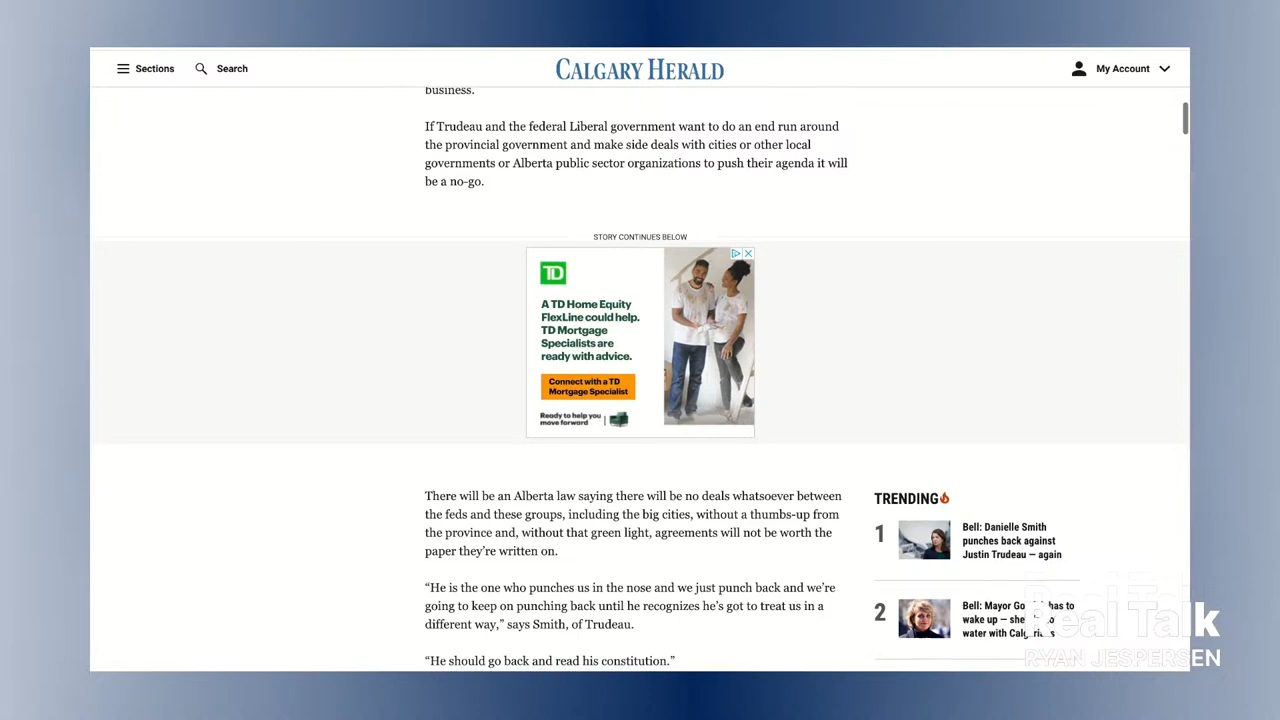 Sections
Search
CALGARY HERALD
My Account
business.
If Trudeau and the federal Liberal government want to do an end run around
the provincial government and make side deals with cities or other local
governments or Alberta public sector organizations to push their agenda it will
be a no-go.
STORY CONTINUES BELOW
TD
A TD Home Equity
FlexLine could help.
TD Mortgage
Specialists are
ready with advice.
Connect with a TD
Mortgage Specialist
Ready to help you
move forward
There will be an Alberta law saying there will be no deals whatsoever between
the feds and these groups, including the big cities, without a thumbs-up from
the province and, without that green light, agreements will not be worth the
paper they’re written on.
“He is the one who punches us in the nose and we just punch back and we’re
going to keep on punching back until he recognizes he’s got to treat us in a
different way,” says Smith, of Trudeau.
“He should go back and read his constitution.”
TRENDING
1
Bell: Danielle Smith
punches back against
Justin Trudeau — again
2
Bell: Mayor has to
wake up —
water with
Real Talk
RYAN JESPERSEN